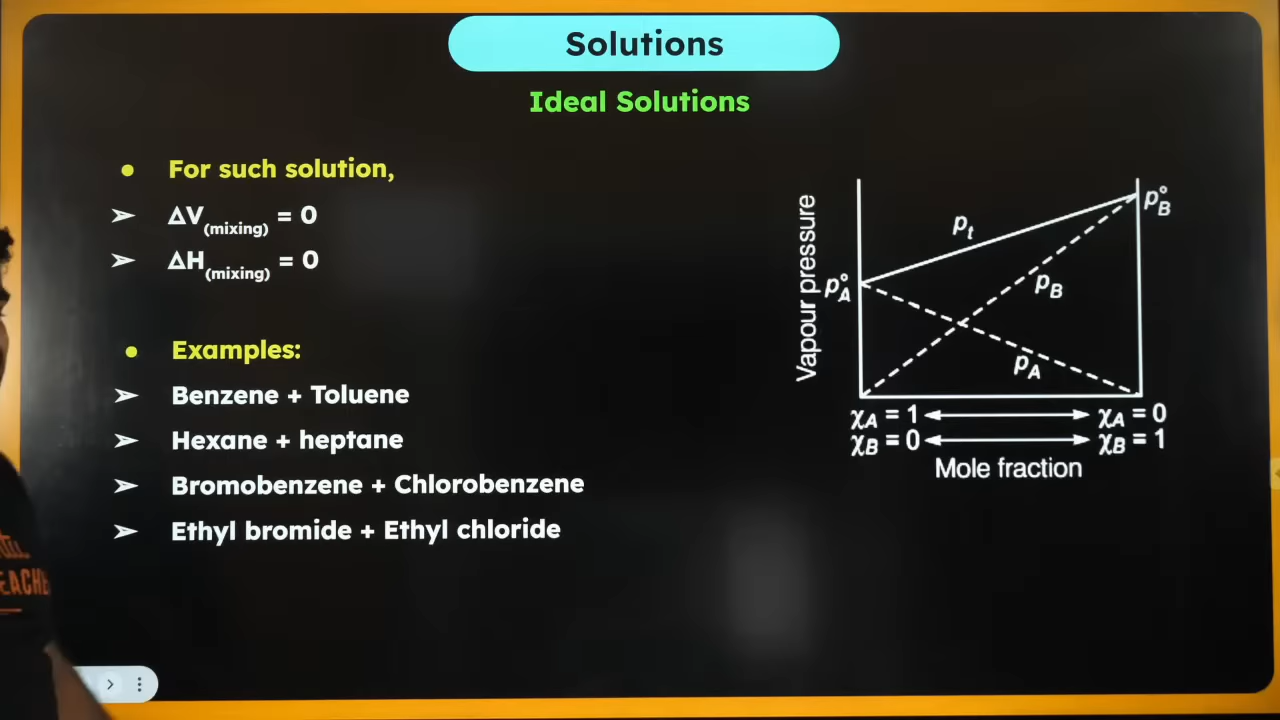 Solutions
Ideal Solutions
For such solution,
ΔV(mixing) = 0
ΔH(mixing) = 0
Examples:
Benzene + Toluene
Hexane + heptane
Bromobenzene + Chlorobenzene
Ethyl bromide + Ethyl chloride
Vapour pressure
p°A
pt
p°B
pB
pA
χA = 1 χA = 0
χB = 0 χB = 1
Mole fraction